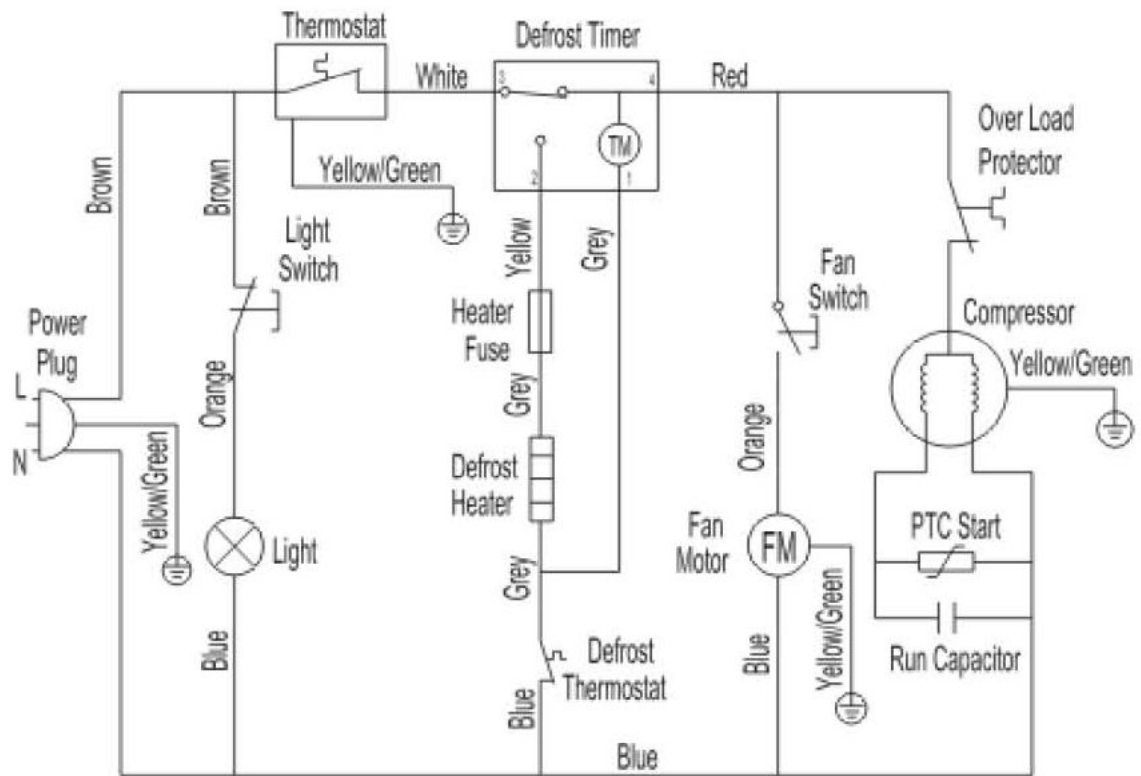 Thermostat
Defrost Timer
White
3
4
Red
Over Load
Protector
TM
Yellow/Green
2
1
Brown
Brown
Light
Switch
Yellow
Grey
Fan
Switch
Heater
Fuse
Compressor
Yellow/Green
Power
Plug
L
N
Orange
Grey
Orange
Defrost
Heater
Yellow/Green
Light
Fan
Motor
FM
PTC Start
Grey
Blue
Defrost
Thermostat
Blue
Blue
Yellow/Green
Run Capacitor
Blue